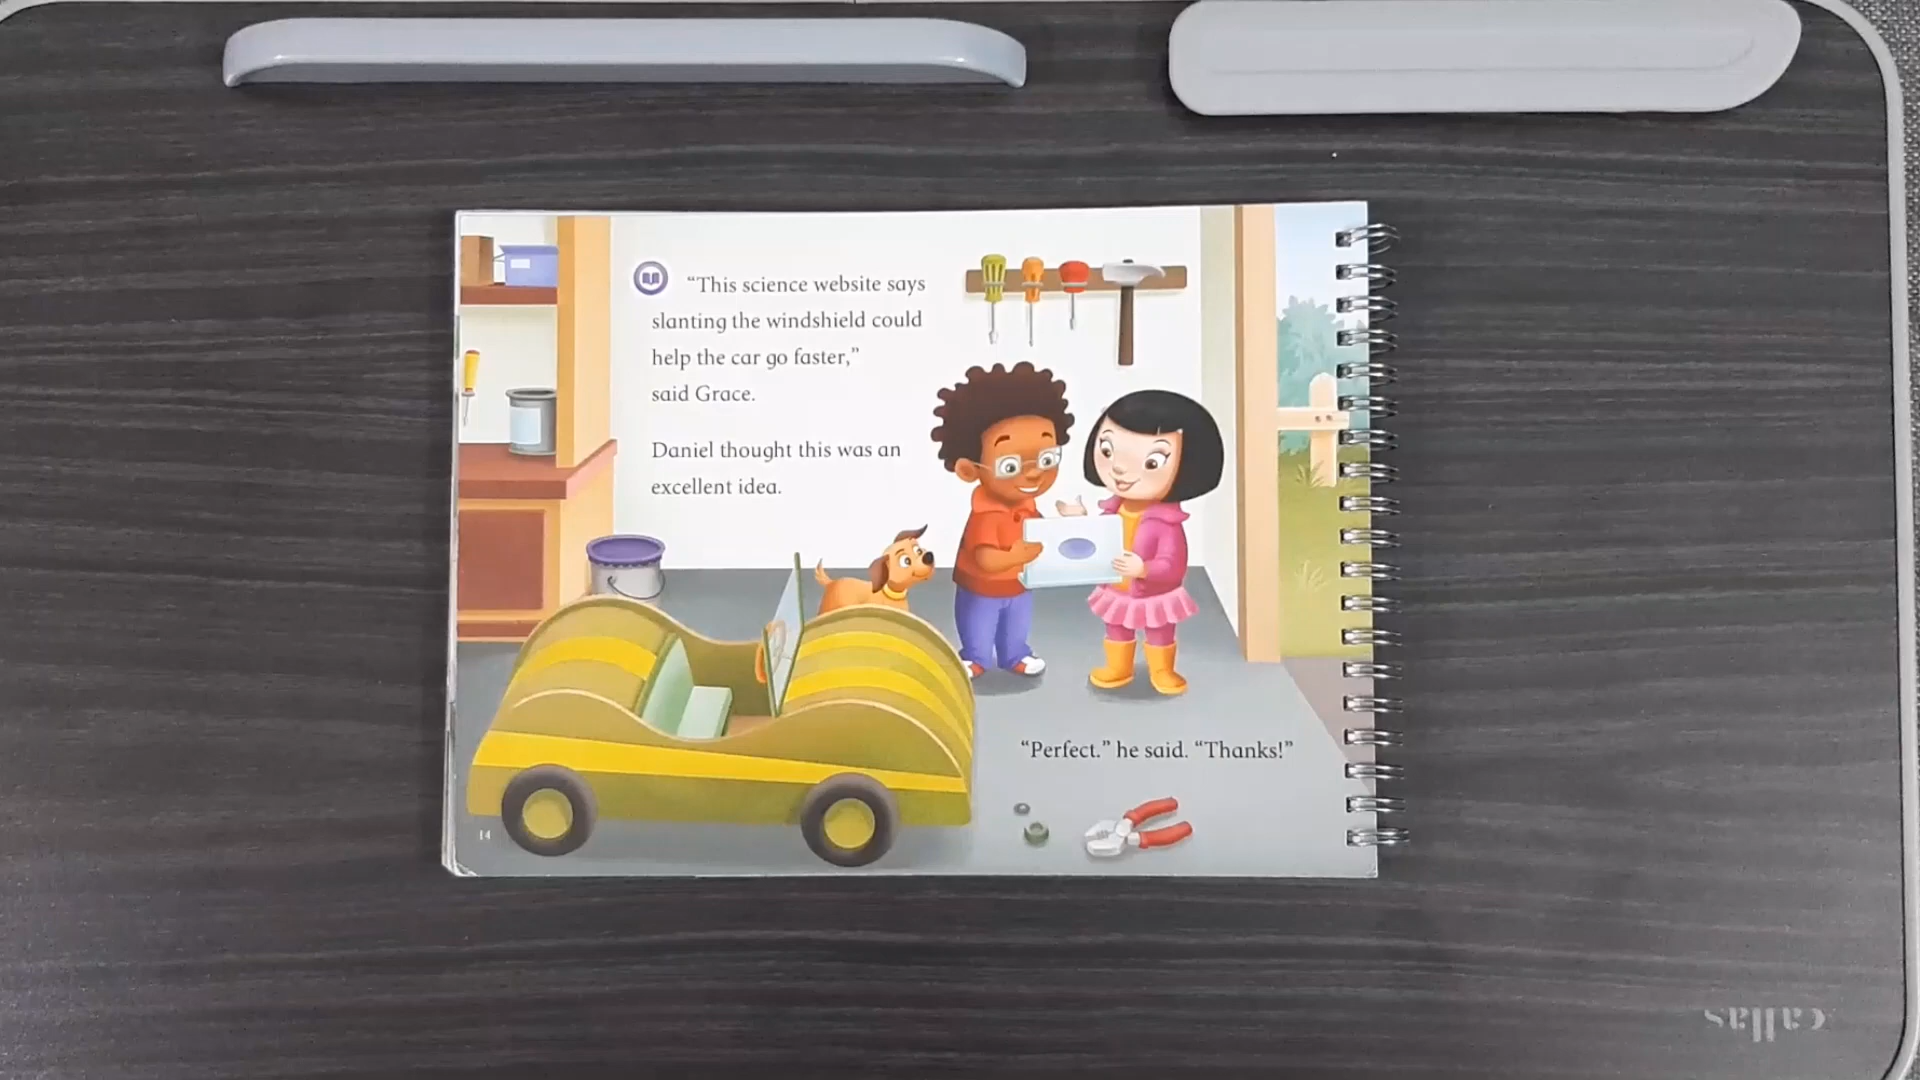 “This science website says
slanting the windshield could
help the car go faster,”
said Grace.
Daniel thought this was an
excellent idea.
“Perfect.” he said. “Thanks!”
14
callas